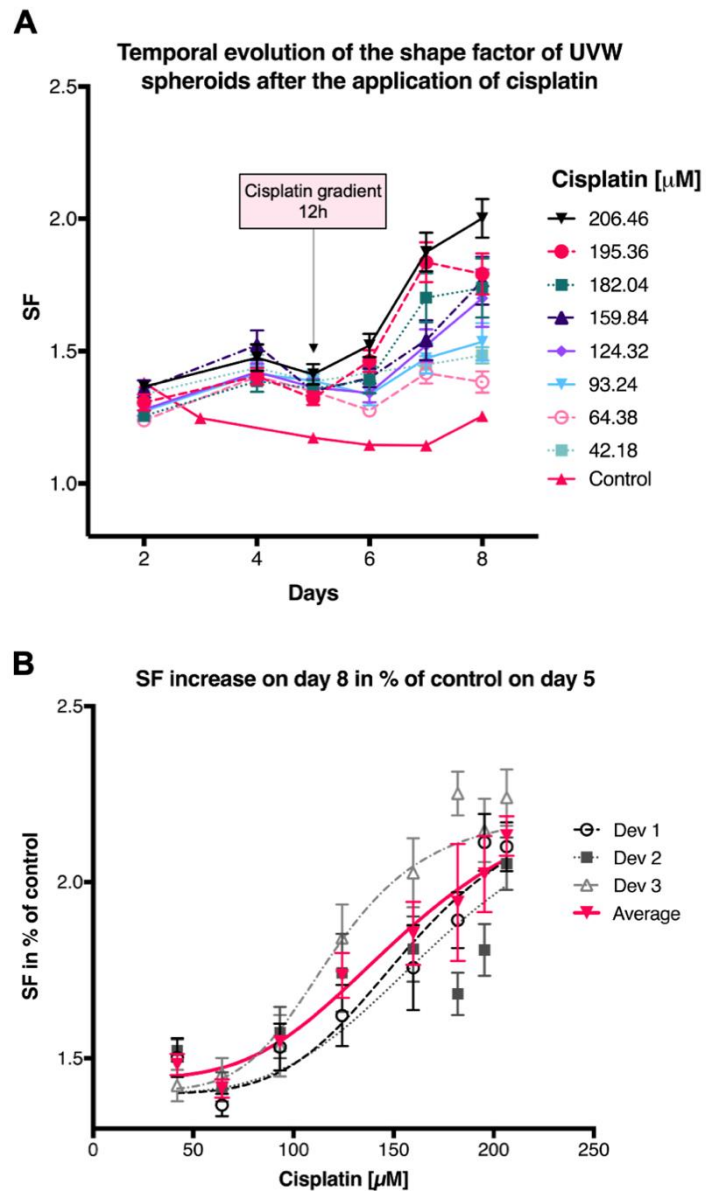 A
Temporal evolution of the shape factor of UVW
spheroids after the application of cisplatin
2.5
2.0
1.5
1.0
SF
Cisplatin gradient
12h
2
4
6
8
Days
Cisplatin [μM]
206.46
195.36
182.04
159.84
124.32
93.24
64.38
42.18
Control
B
SF increase on day 8 in % of control on day 5
2.5
2.0
1.5
SF in % of control
0
50
100
150
200
250
Cisplatin [μM]
Dev 1
Dev 2
Dev 3
Average